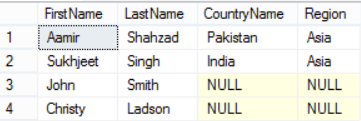 FirstName LastName CountryName Region
1 Aamir Shahzad Pakistan Asia
2 Sukhjeet Singh India Asia
3 John Smith NULL NULL
4 Christy Ladson NULL NULL